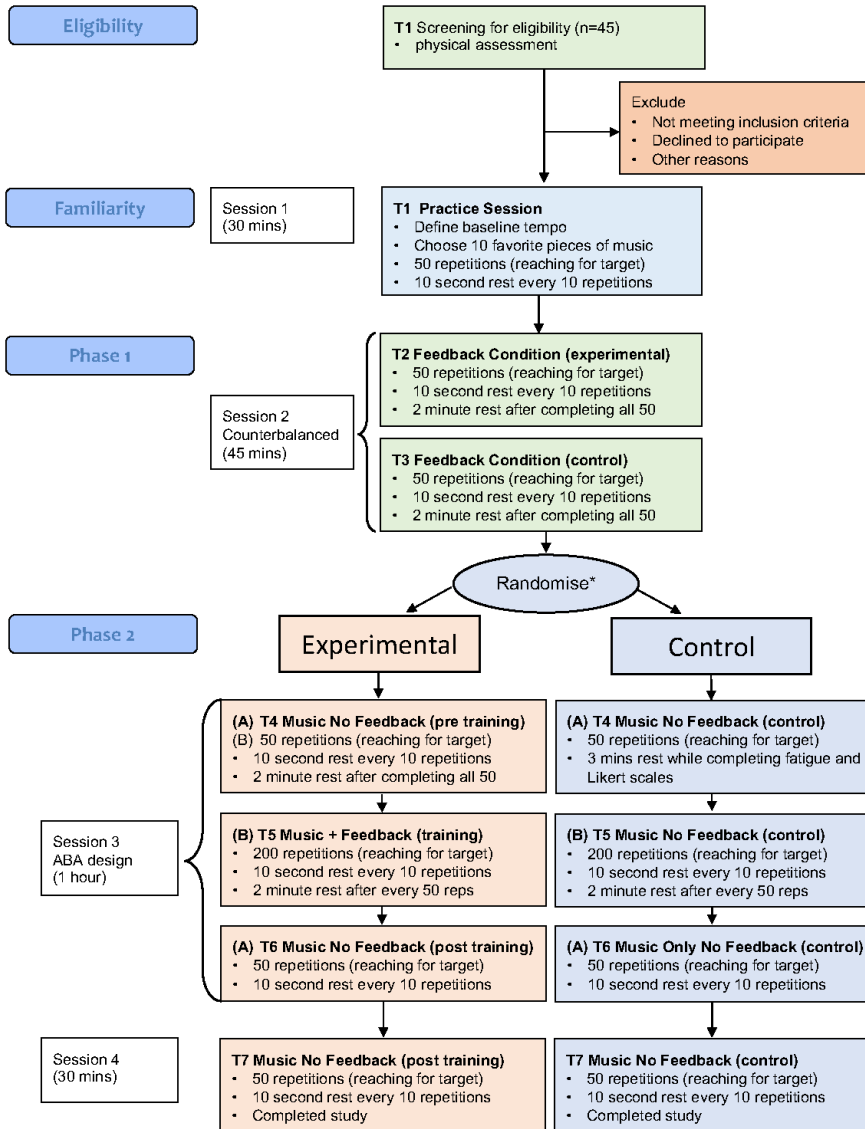 Eligibility
T1 Screening for eligibility (n=45)
• physical assessment
Exclude
• Not meeting inclusion criteria
• Declined to participate
• Other reasons
Familiarity
Session 1
(30 mins)
T1 Practice Session
• Define baseline tempo
• Choose 10 favorite pieces of music
• 50 repetitions (reaching for target)
• 10 second rest every 10 repetitions
Phase 1
Session 2
Counterbalanced
(45 mins)
T2 Feedback Condition (experimental)
• 50 repetitions (reaching for target)
• 10 second rest every 10 repetitions
• 2 minute rest after completing all 50
T3 Feedback Condition (control)
• 50 repetitions (reaching for target)
• 10 second rest every 10 repetitions
• 2 minute rest after completing all 50
Randomise*
Phase 2
Experimental
Control
Session 3
ABA design
(1 hour)
(A) T4 Music No Feedback (pre training)
(B) 50 repetitions (reaching for target)
• 10 second rest every 10 repetitions
• 2 minute rest after completing all 50
(A) T4 Music No Feedback (control)
• 50 repetitions (reaching for target)
• 3 mins rest while completing fatigue and
Likert scales
(B) T5 Music + Feedback (training)
• 200 repetitions (reaching for target)
• 10 second rest every 10 repetitions
• 2 minute rest after every 50 reps
(B) T5 Music No Feedback (control)
• 200 repetitions (reaching for target)
• 10 second rest every 10 repetitions
• 2 minute rest after every 50 reps
(A) T6 Music No Feedback (post training)
• 50 repetitions (reaching for target)
• 10 second rest every 10 repetitions
(A) T6 Music Only No Feedback (control)
• 50 repetitions (reaching for target)
• 10 second rest every 10 repetitions
Session 4
(30 mins)
T7 Music No Feedback (post training)
• 50 repetitions (reaching for target)
• 10 second rest every 10 repetitions
• Completed study
T7 Music No Feedback (control)
• 50 repetitions (reaching for target)
• 10 second rest every 10 repetitions
• Completed study